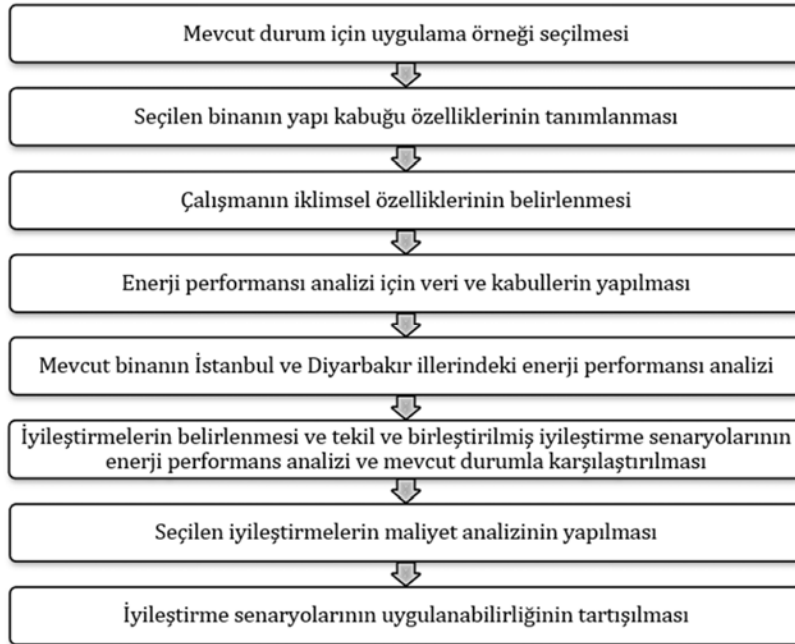 Mevcut durum için uygulama örneği seçilmesi
Seçilen binanın yapı kabuğu özelliklerinin tanımlanması
Çalışmanın iklimsel özelliklerinin belirlenmesi
Enerji performansı analizi için veri ve kabullerin yapılması
Mevcut binanın İstanbul ve Diyarbakır illerindeki enerji performansı analizi
İyileştirmelerin belirlenmesi ve tekil ve birleştirilmiş iyileştirme senaryolarının
enerji performans analizi ve mevcut durumla karşılaştırılması
Seçilen iyileştirmelerin maliyet analizinin yapılması
İyileştirme senaryolarının uygulanabilirliğinin tartışılması